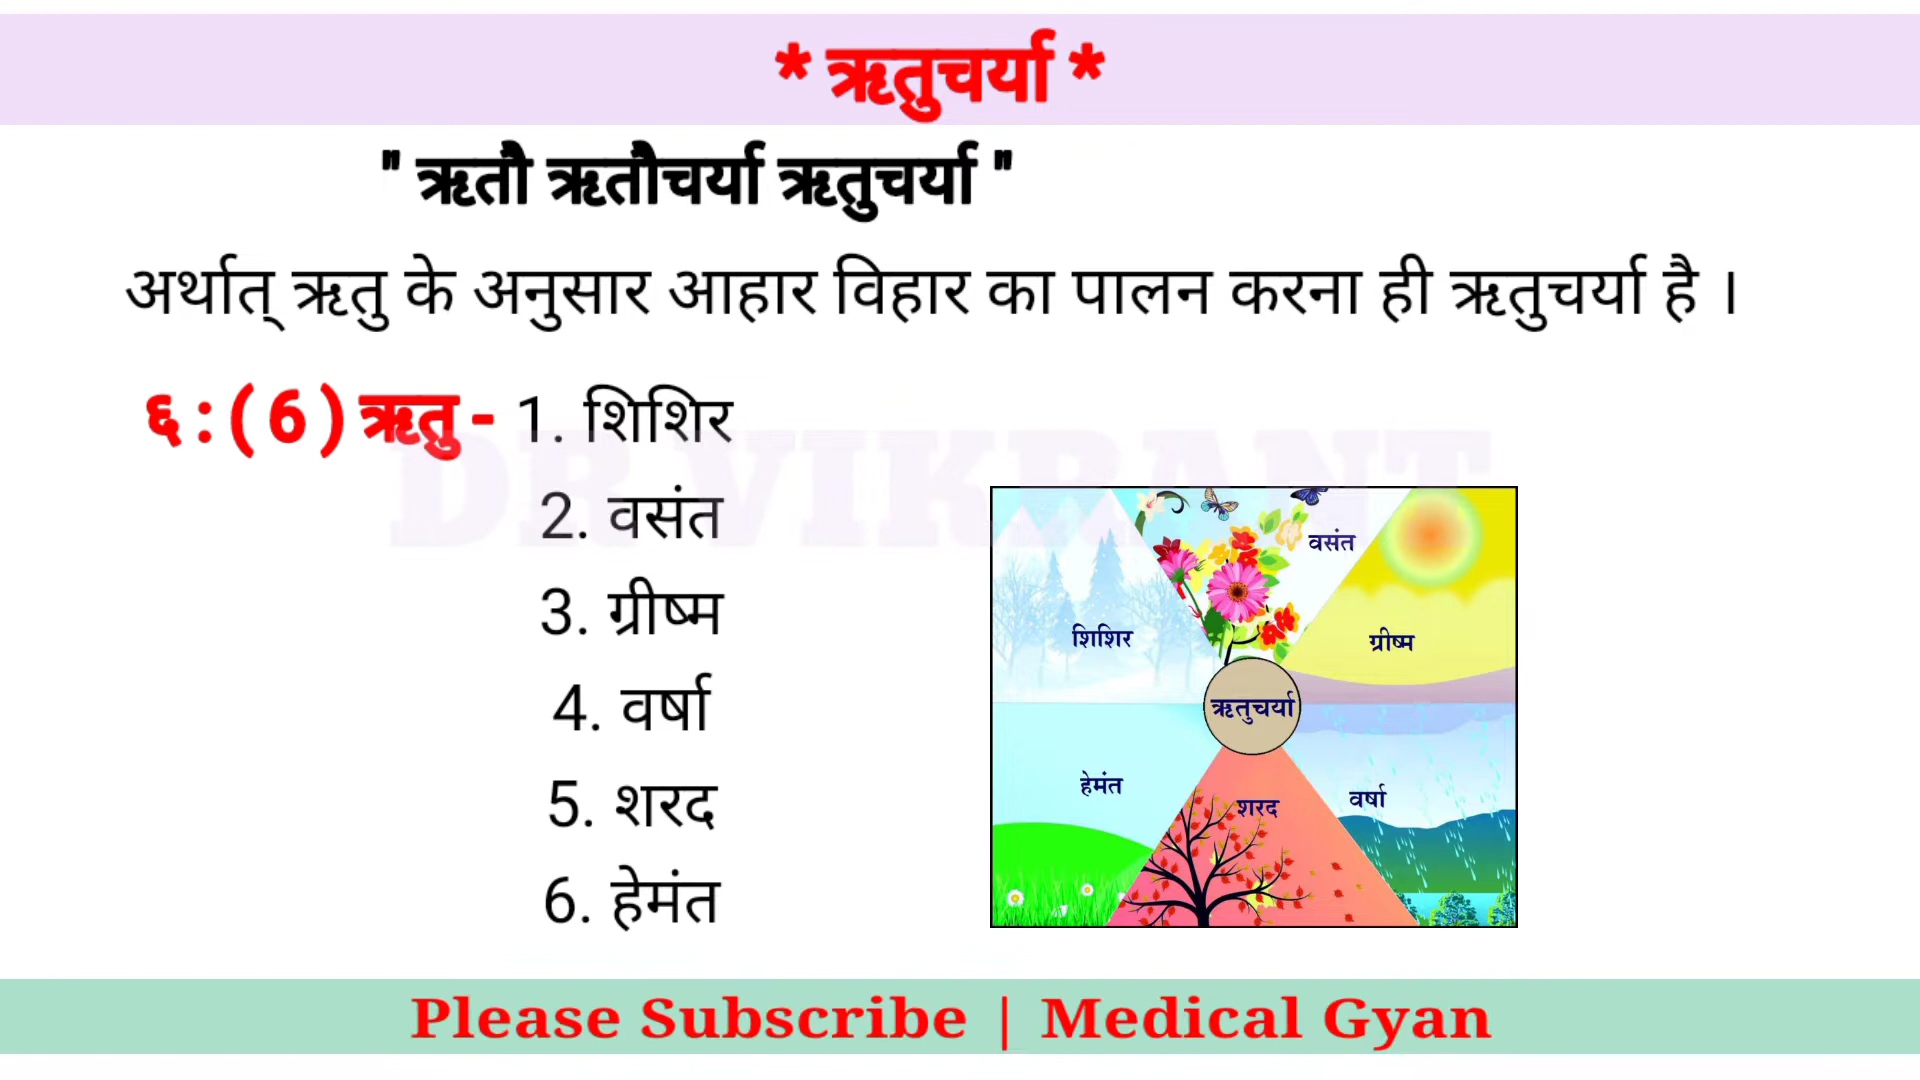 * ऋतुचर्या *
" ऋतौ ऋतौचर्या ऋतुचर्या "
अर्थात् ऋतु के अनुसार आहार विहार का पालन करना ही ऋतुचर्या है ।
६ : ( 6 ) ऋतु - 1. शिशिर
2. वसंत
3. ग्रीष्म
4. वर्षा
5. शरद
6. हेमंत
DR VIKRANT
वसंत
शिशिर
ग्रीष्म
ऋतुचर्या
हेमंत
शरद
वर्षा
Please Subscribe | Medical Gyan